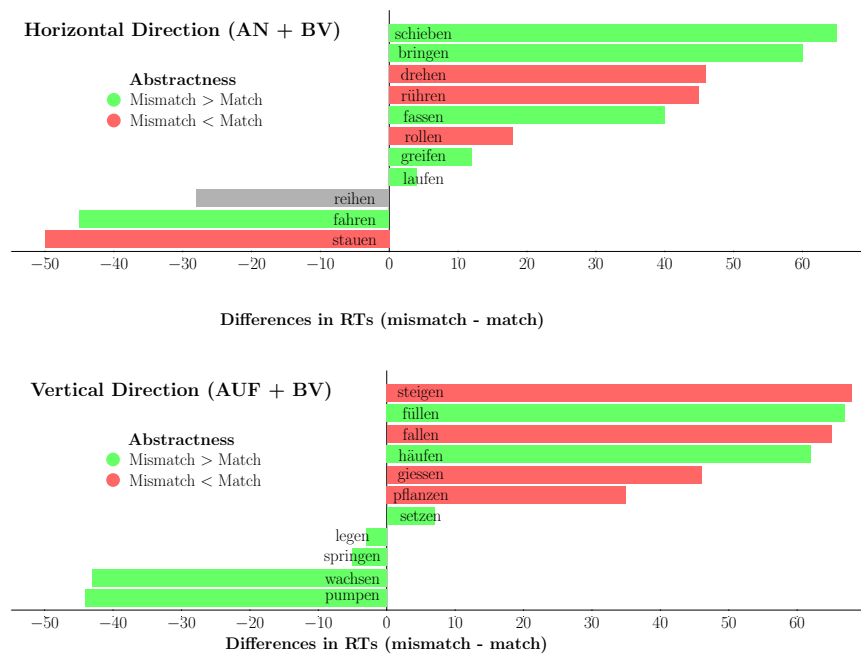 Horizontal Direction (AN + BV)
Abstractness
Mismatch > Match
Mismatch < Match
schieben
bringen
drehen
rühren
fassen
rollen
greifen
laufen
reihen
fahren
stauen
−50 −40 −30 −20 −10 0 10 20 30 40 50 60
Differences in RTs (mismatch - match)
Vertical Direction (AUF + BV)
Abstractness
Mismatch > Match
Mismatch < Match
steigen
füllen
fallen
häufen
giessen
pflanzen
setzen
legen
springen
wachsen
pumpen
−50 −40 −30 −20 −10 0 10 20 30 40 50 60
Differences in RTs (mismatch - match)